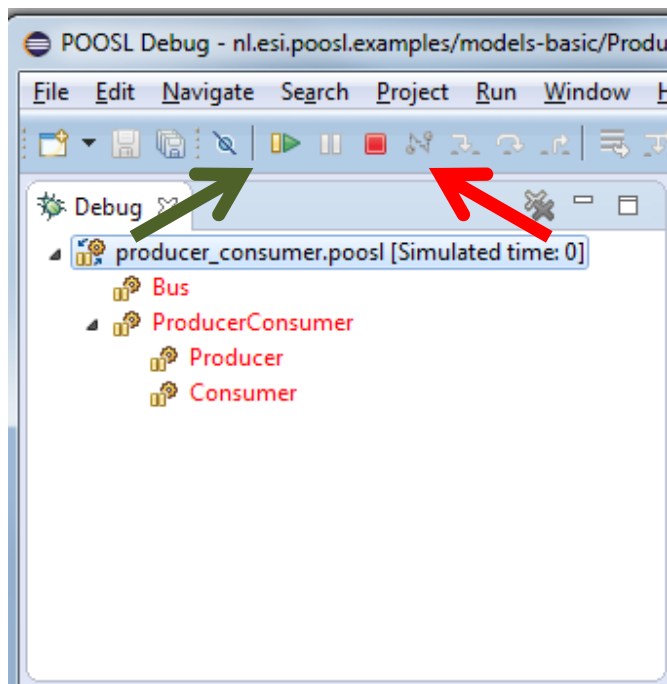 POOSL Debug - nl.esi.poosl.examples/models-basic/Produ
File Edit Navigate Search Project Run Window H
Debug
producer_consumer.poosl [Simulated time: 0]
Bus
ProducerConsumer
Producer
Consumer